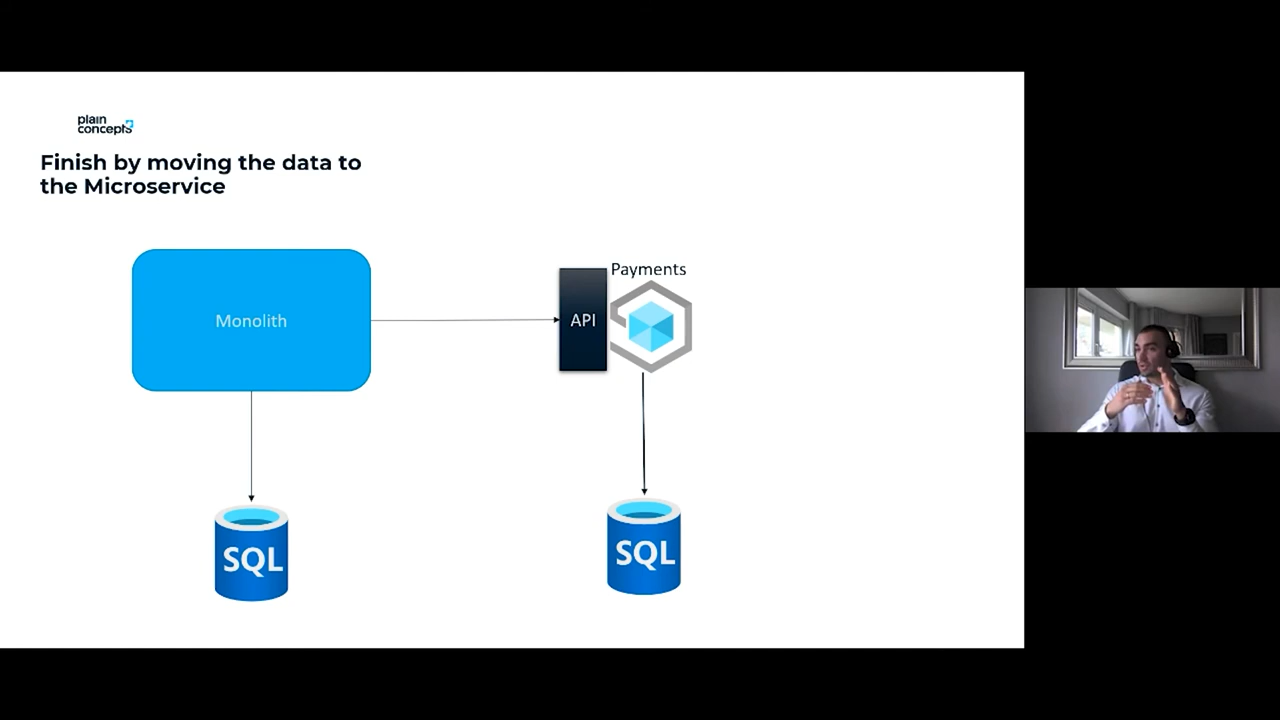 plain
concepts
Finish by moving the data to
the Microservice
Payments
Monolith
API
SQL
SQL